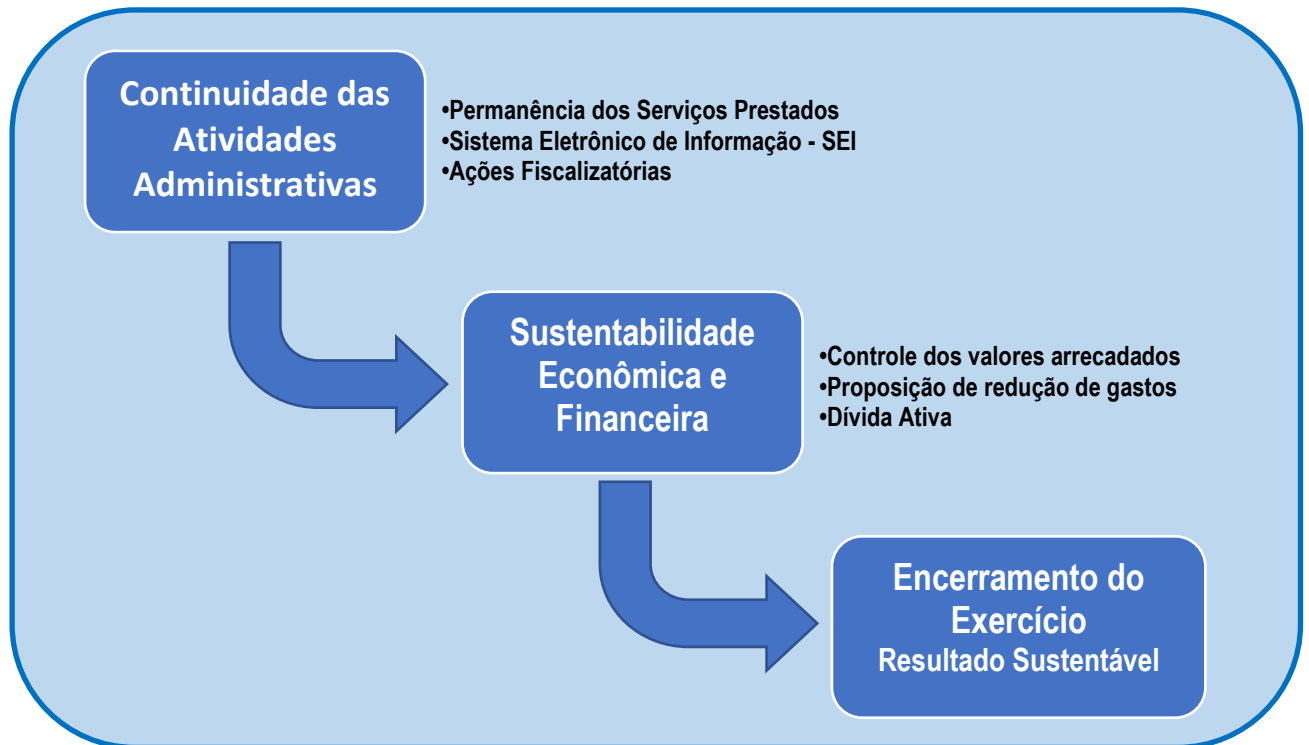 Continuidade das
Atividades
Administrativas
•Permanência dos Serviços Prestados
•Sistema Eletrônico de Informação - SEI
•Ações Fiscalizatórias
Sustentabilidade
Econômica e
Financeira
•Controle dos valores arrecadados
•Proposição de redução de gastos
•Dívida Ativa
Encerramento do
Exercício
Resultado Sustentável